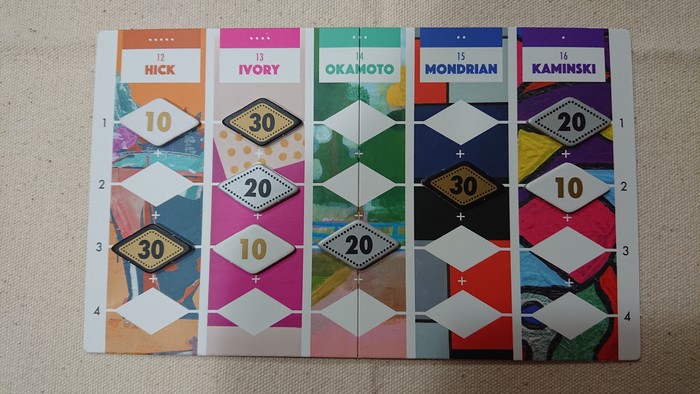 12 13 14 15 16
HICK IVORY OKAMOTO MONDRIAN KAMINSKI
1 10 30 20 1
+ + + +
2 20 30 10 2
+ + + +
3 30 10 20 3
+ + + +
4 4